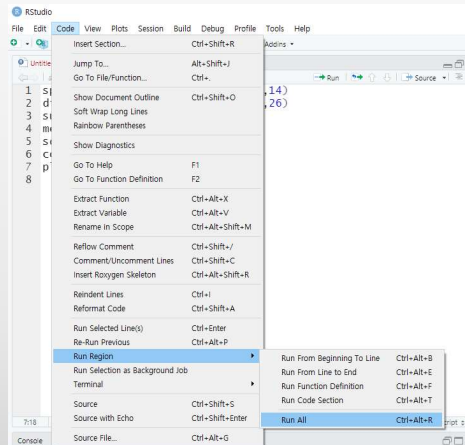 RStudio
File Edit Code View Plots Session Build Debug Profile Tools Help
Insert Section... Ctrl+Shift+R
Addins
Jump To... Alt+Shift+J
Go To File/Function... Ctrl+.
Run Source
Show Document Outline Ctrl+Shift+O
Soft Wrap Long Lines
Rainbow Parentheses
Show Diagnostics
1 ,14)
2 ,26)
3
4
5
6
7
8
Go To Help F1
Go To Function Definition F2
Extract Function Ctrl+Alt+X
Extract Variable Ctrl+Alt+V
Rename in Scope Ctrl+Alt+Shift+M
Reflow Comment Ctrl+Shift+/
Comment/Uncomment Lines Ctrl+Shift+C
Insert Roxygen Skeleton Ctrl+Alt+Shift+R
Reindent Lines Ctrl+I
Reformat Code Ctrl+Shift+A
Run Selected Line(s) Ctrl+Enter
Re-Run Previous Ctrl+Alt+P
Run Region
Run From Beginning To Line Ctrl+Alt+B
Run From Line to End Ctrl+Alt+E
Run Function Definition Ctrl+Alt+F
Run Code Section Ctrl+Alt+T
Run All Ctrl+Alt+R
Run Selection as Background Job
Terminal
Source Ctrl+Shift+S
Source with Echo Ctrl+Shift+Enter
Source File... Ctrl+Alt+G
7:18
Console